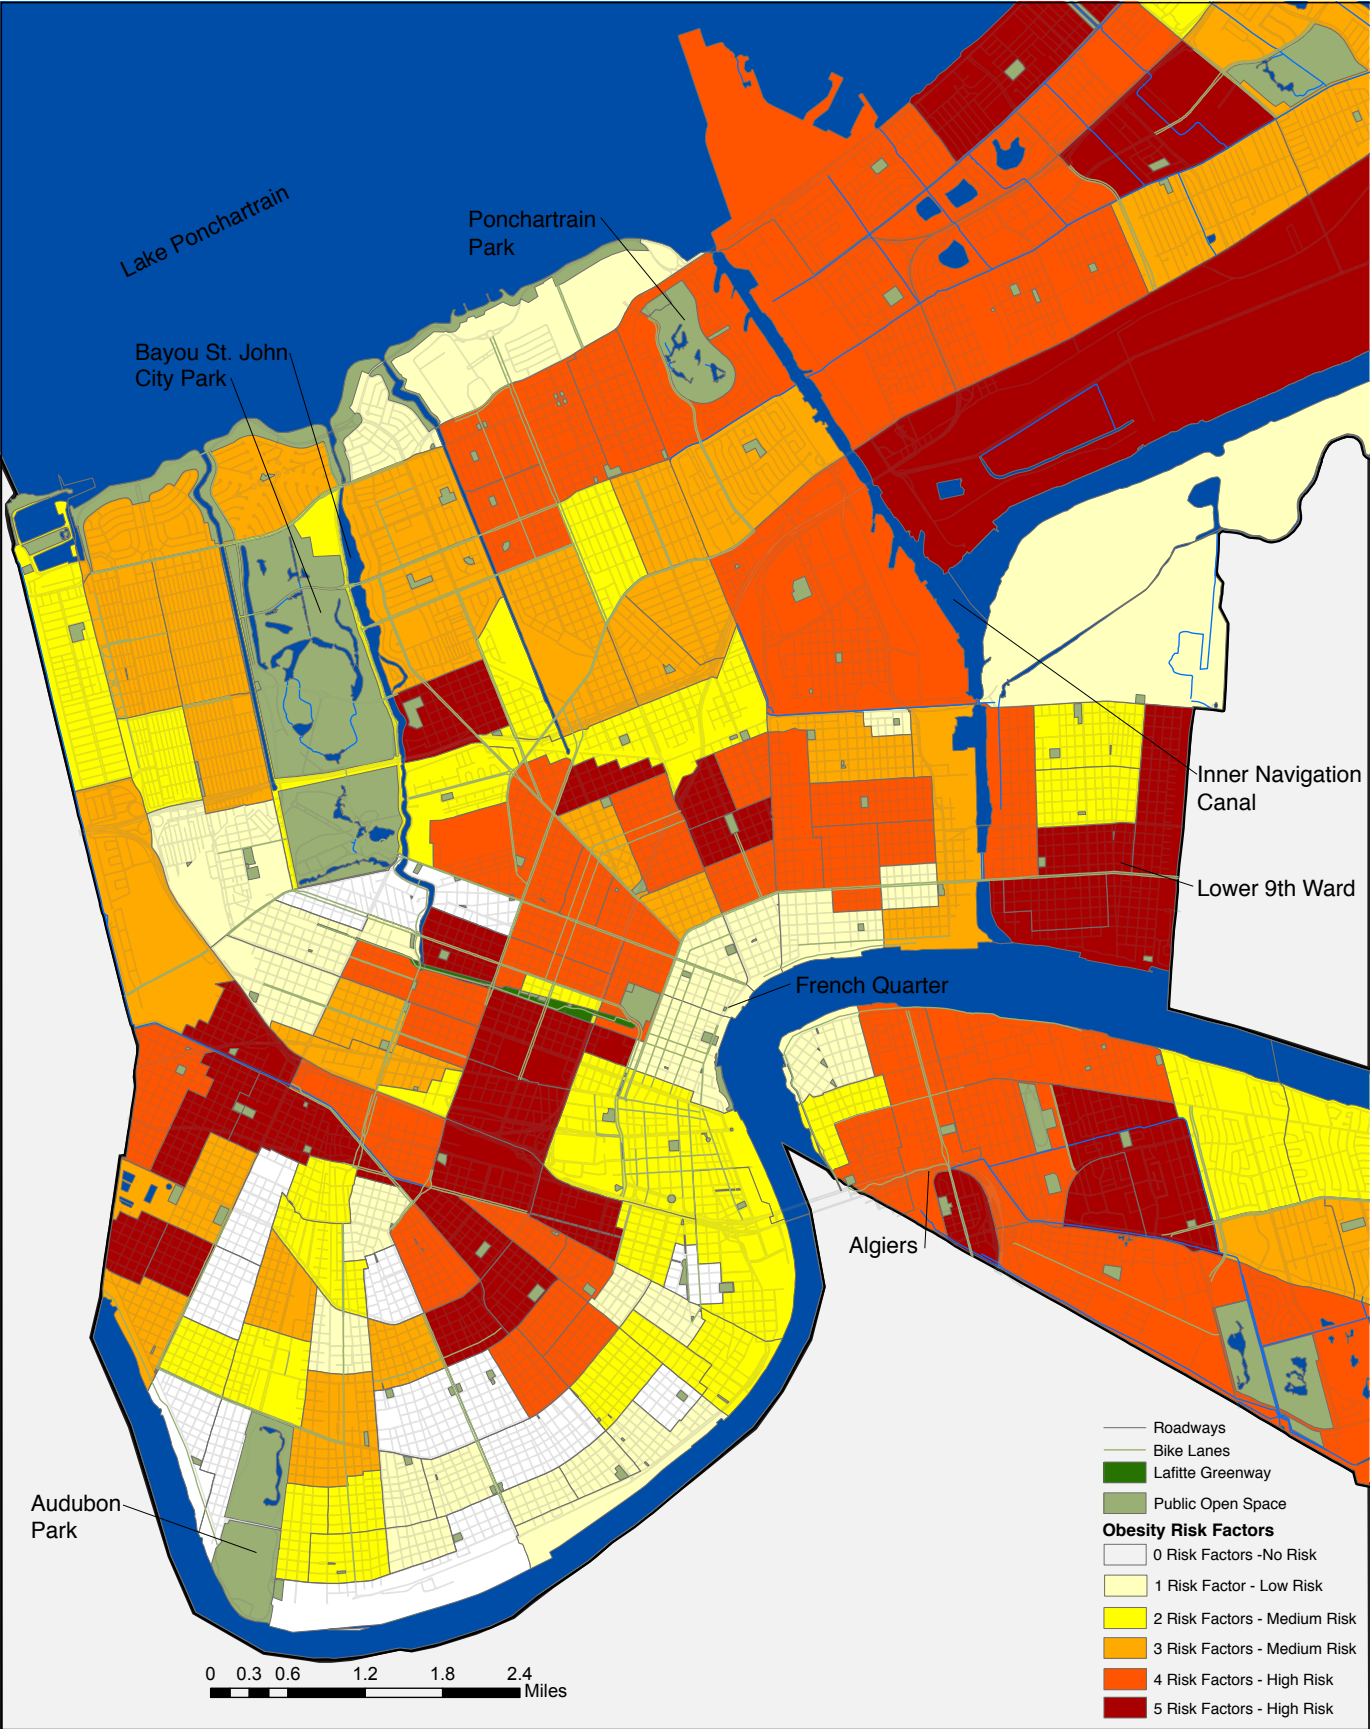 Lake Ponchartrain
Ponchartrain
Park
Bayou St. John
City Park
Inner Navigation
Canal
Lower 9th Ward
French Quarter
Algiers
Audubon
Park
Roadways
Bike Lanes
Lafitte Greenway
Public Open Space
Obesity Risk Factors
0 Risk Factors -No Risk
1 Risk Factor - Low Risk
2 Risk Factors - Medium Risk
3 Risk Factors - Medium Risk
4 Risk Factors - High Risk
5 Risk Factors - High Risk
0 0.3 0.6 1.2 1.8 2.4
Miles